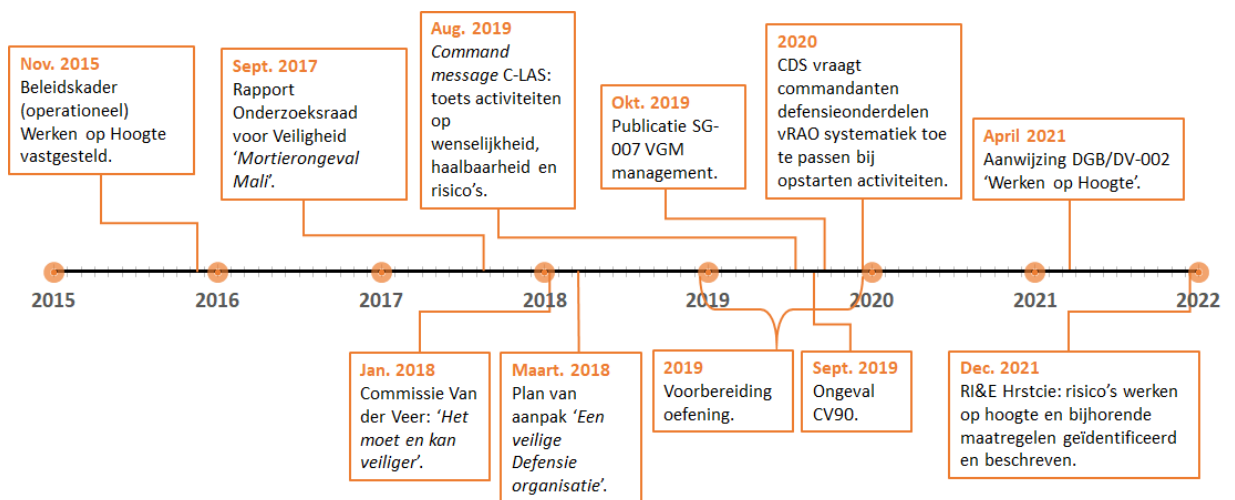 Nov. 2015
Beleidskader
(operationeel)
Werken op Hoogte
vastgesteld.
Sept. 2017
Rapport
Onderzoeksraad
voor Veiligheid
‘Mortierongeval
Mali’.
Aug. 2019
Command
message C-LAS:
toets activiteiten
op
wenselijkheid,
haalbaarheid en
risico’s.
Okt. 2019
Publicatie SG-
007 VGM
management.
2020
CDS vraagt
commandanten
defensieonderdelen
vRAO systematiek toe
te passen bij
opstarten activiteiten.
April 2021
Aanwijzing DGB/DV-002
‘Werken op Hoogte’.
2015
2016
2017
2018
2019
2020
2021
2022
Jan. 2018
Commissie Van
der Veer: ‘Het
moet en kan
veiliger’.
Maart. 2018
Plan van
aanpak ‘Een
veilige
Defensie
organisatie’.
2019
Voorbereiding
oefening.
Sept. 2019
Ongeval
CV90.
Dec. 2021
RI&E Hrstcie: risico’s werken
op hoogte en bijhorende
maatregelen geïdentificeerd
en beschreven.